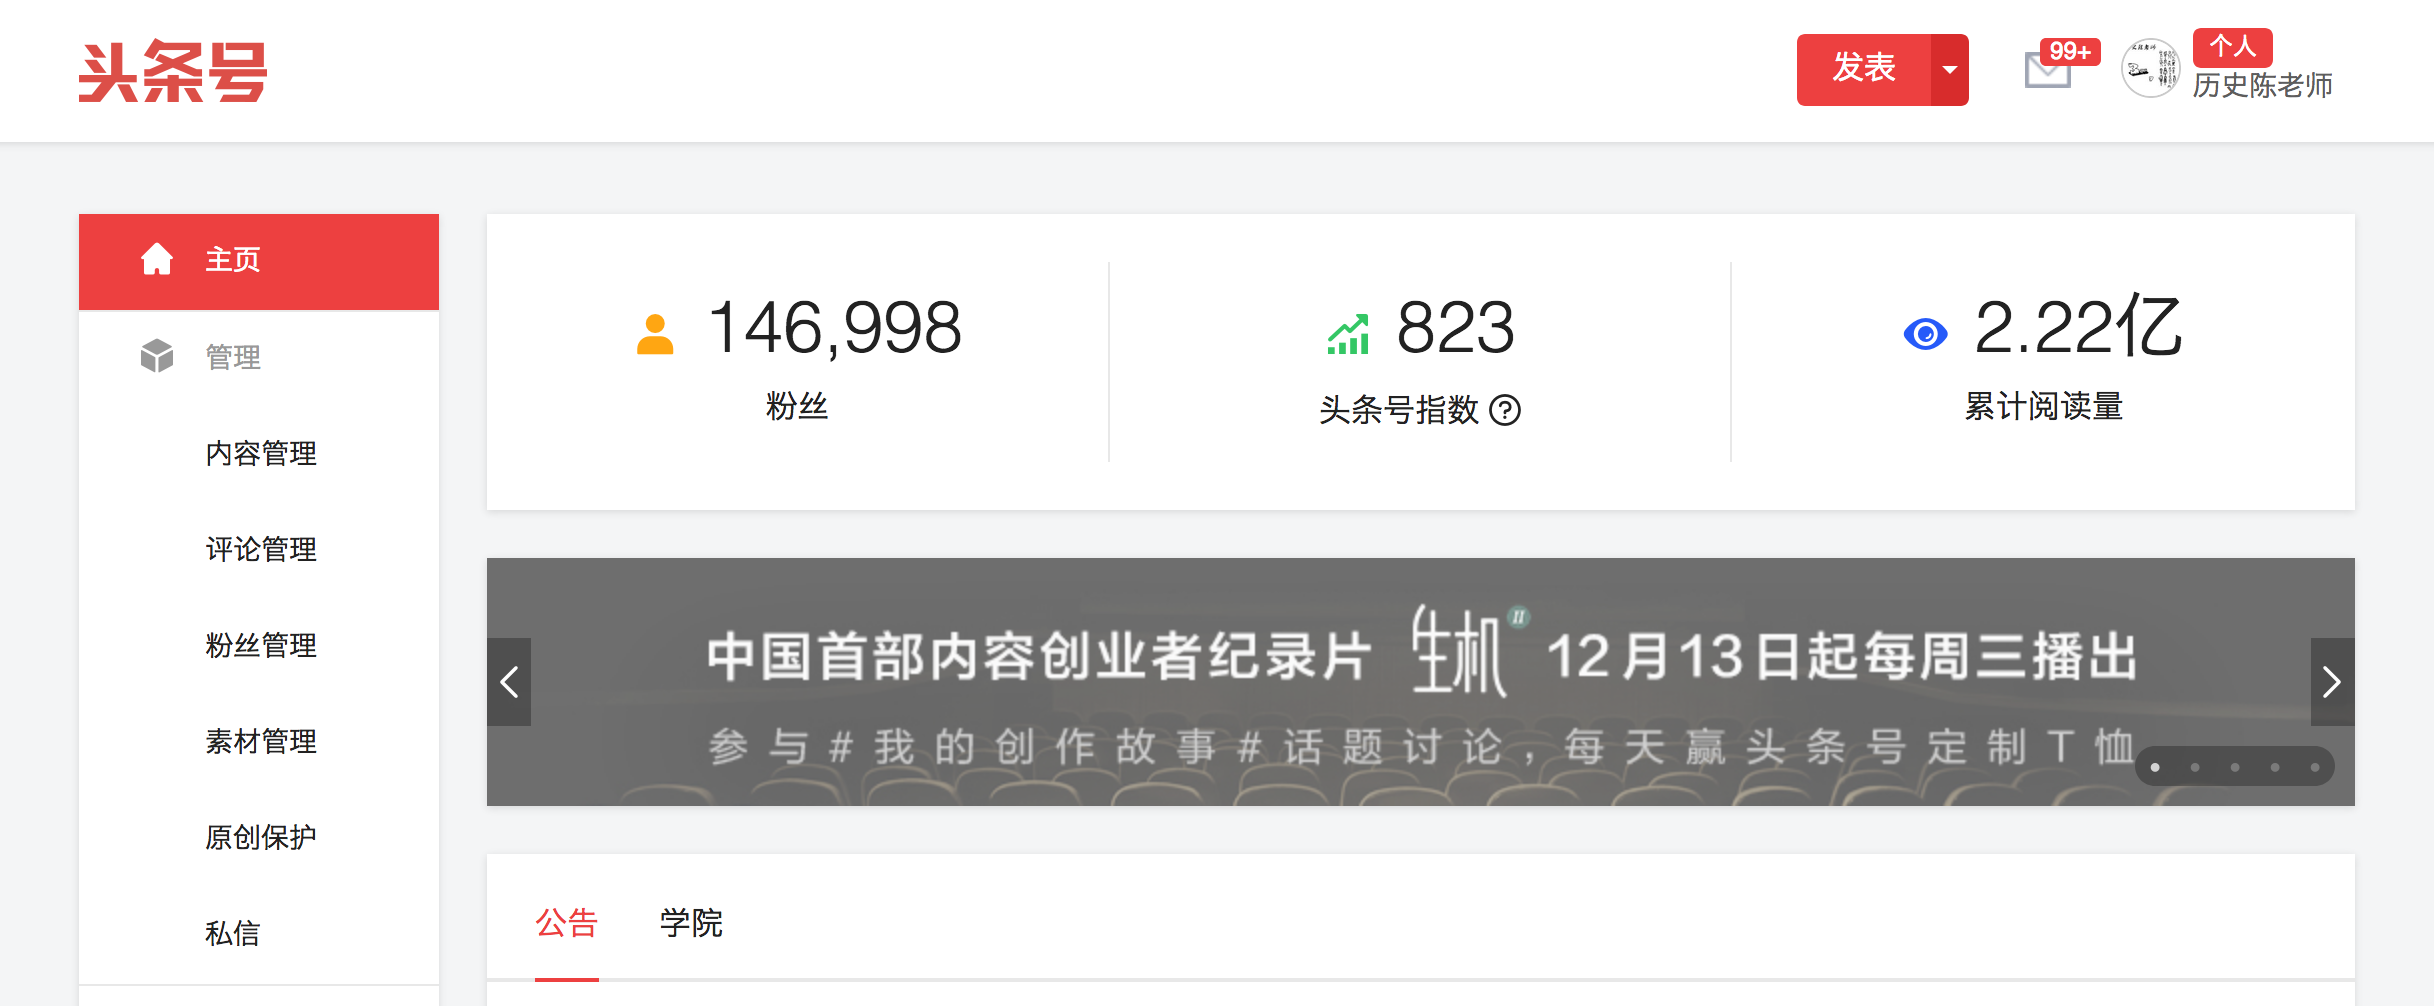 头条号
发表
99+
个人
历史陈老师
主页
管理
内容管理
评论管理
粉丝管理
素材管理
原创保护
私信
146,998
粉丝
823
头条号指数 ?
2.22亿
累计阅读量
中国首部内容创业者纪录片 生机 II 12月13日起每周三播出
参与#我的创作故事#话题讨论,每天赢头条号定制T恤
公告 学院